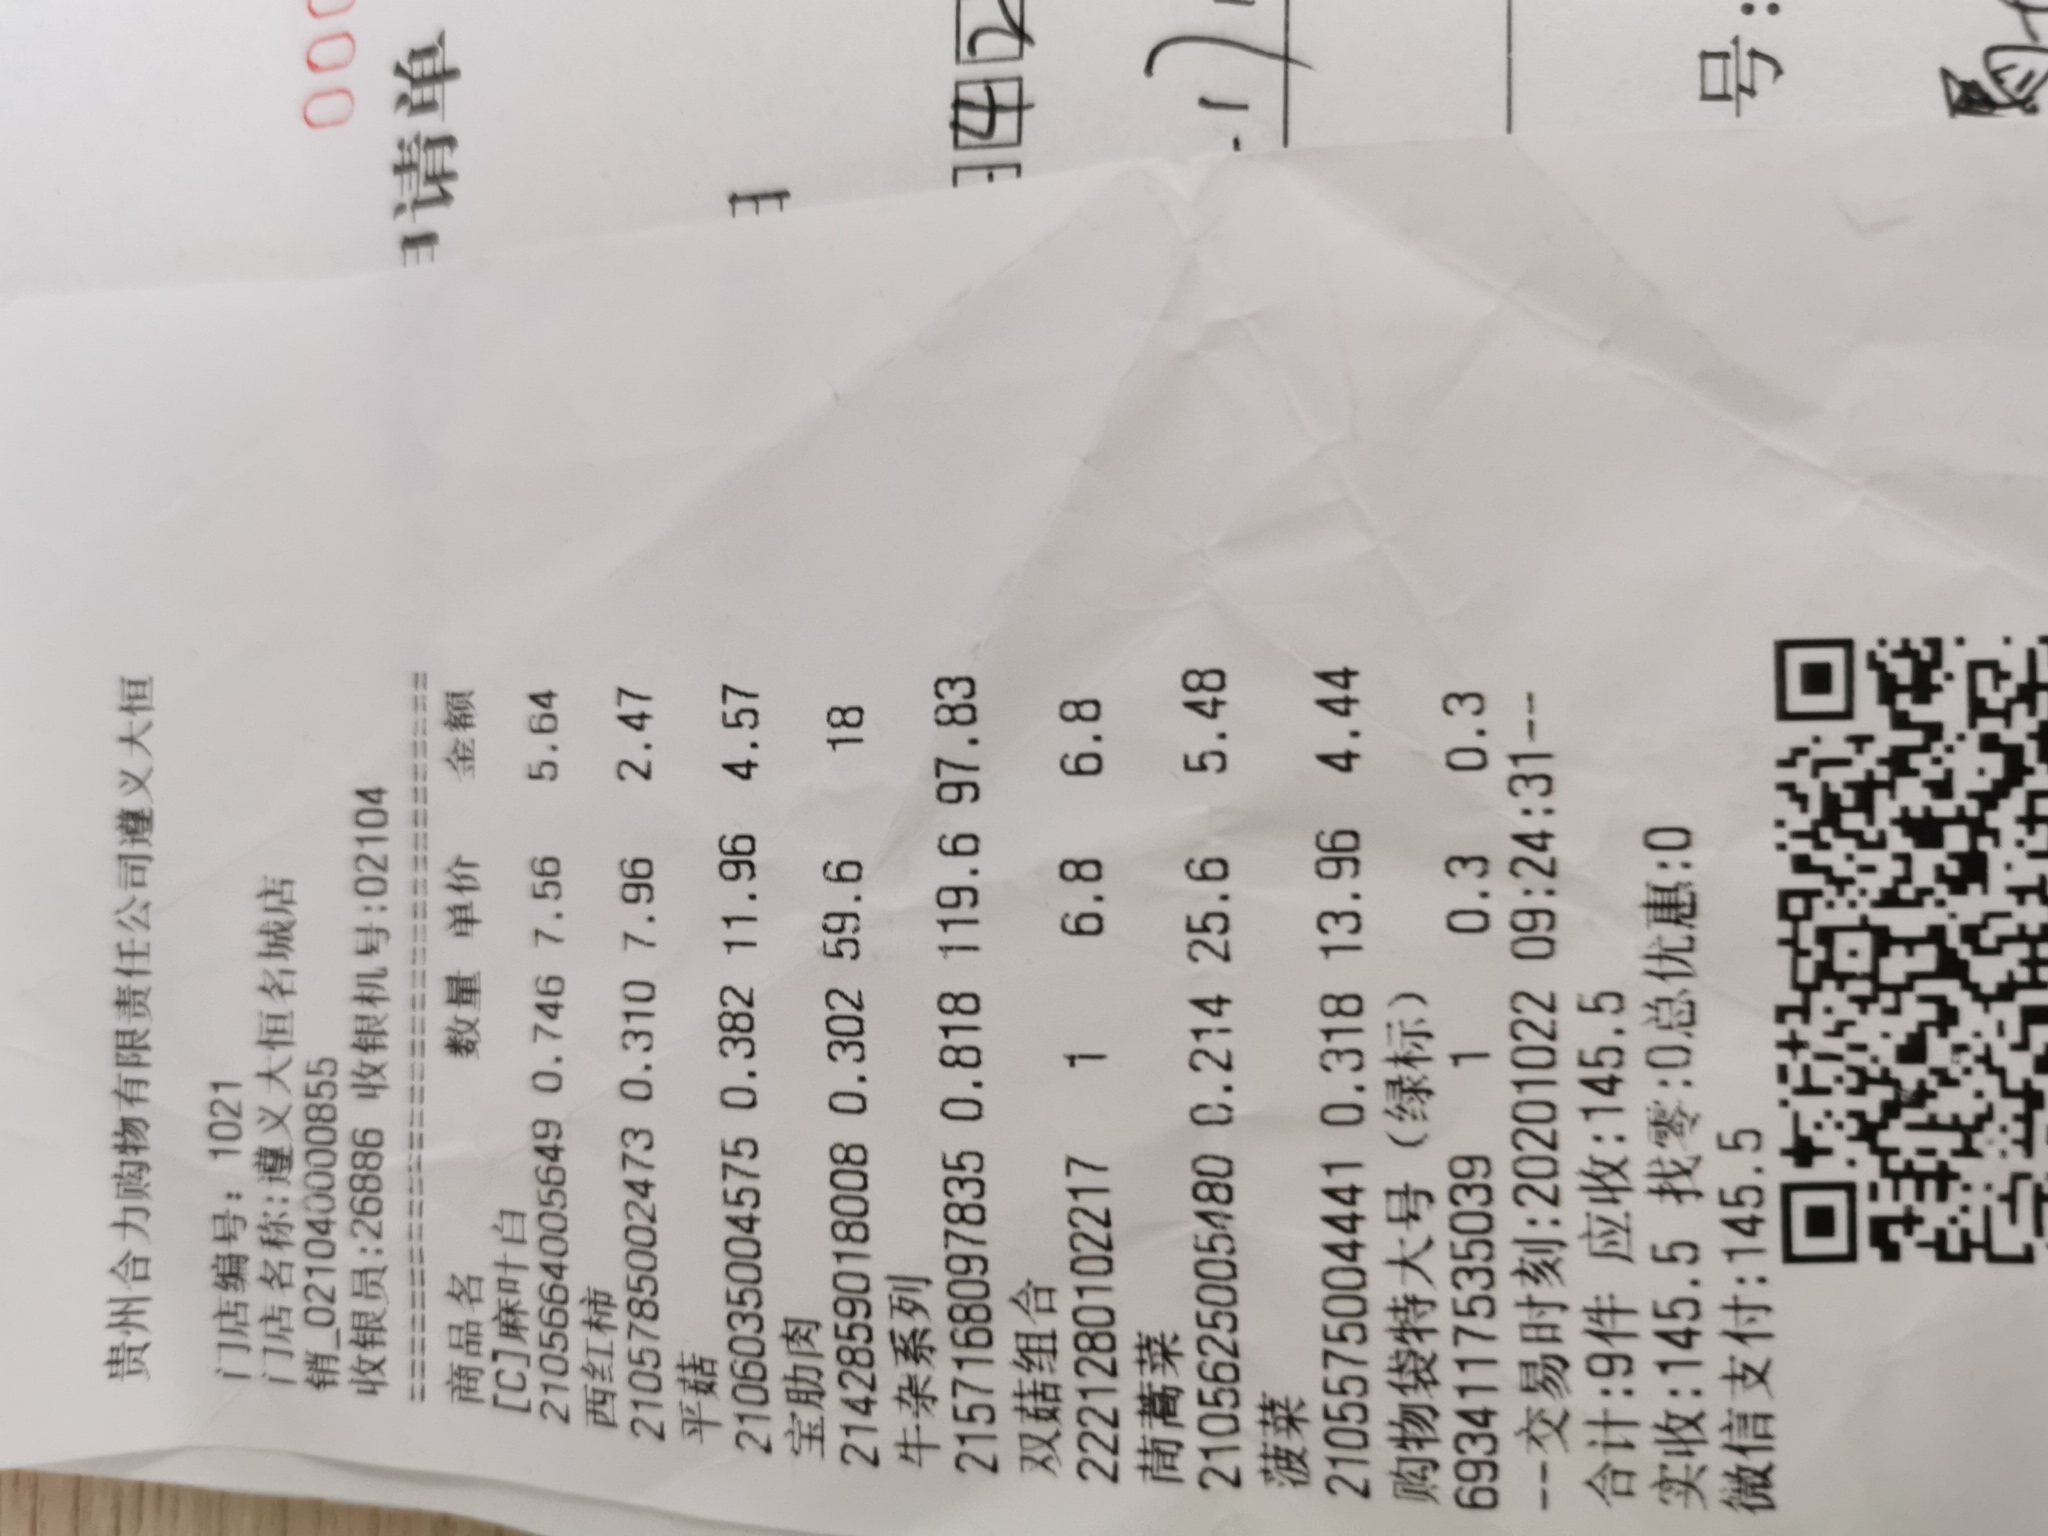 贵州合力购物有限责任公司遵义大恒
门店编号: 1021
门店名称:遵义大恒名城店
销_021040000855
收银员:26886 收银机号:02104
================================
商品名 数量 单价 金额
[C]麻叶白
2105664005649 0.746 7.56 5.64
西红柿
2105785002473 0.310 7.96 2.47
平菇
2106035004575 0.382 11.96 4.57
宝肋肉
2142859018008 0.302 59.6 18
牛杂系列
2157168097835 0.818 119.6 97.83
双菇组合
2221280102217 1 6.8 6.8
茼蒿菜
2105625005480 0.214 25.6 5.48
菠菜
2105575004441 0.318 13.96 4.44
购物袋特大号(绿标)
6934117535039 1 0.3 0.3
--交易时刻:20201022 09:24:31--
合计:9件 应收:145.5
实收:145.5 找零:0总优惠:0
微信支付:145.5
000
请单
号: